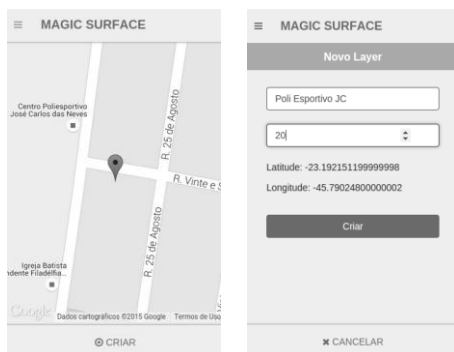 MAGIC SURFACE
Centro Poliesportivo
José Carlos das Neves
R. 25 de Agosto
R. Vinte e S
R. 25 de Agosto
Igreja Batista
ndente Filadélfia...
Google
Dados cartográficos ©2015 Google
Termos de Uso
CRIAR
MAGIC SURFACE
Novo Layer
Poli Esportivo JC
20
Latitude: -23.192151199999998
Longitude: -45.79024800000002
Criar
CANCELAR